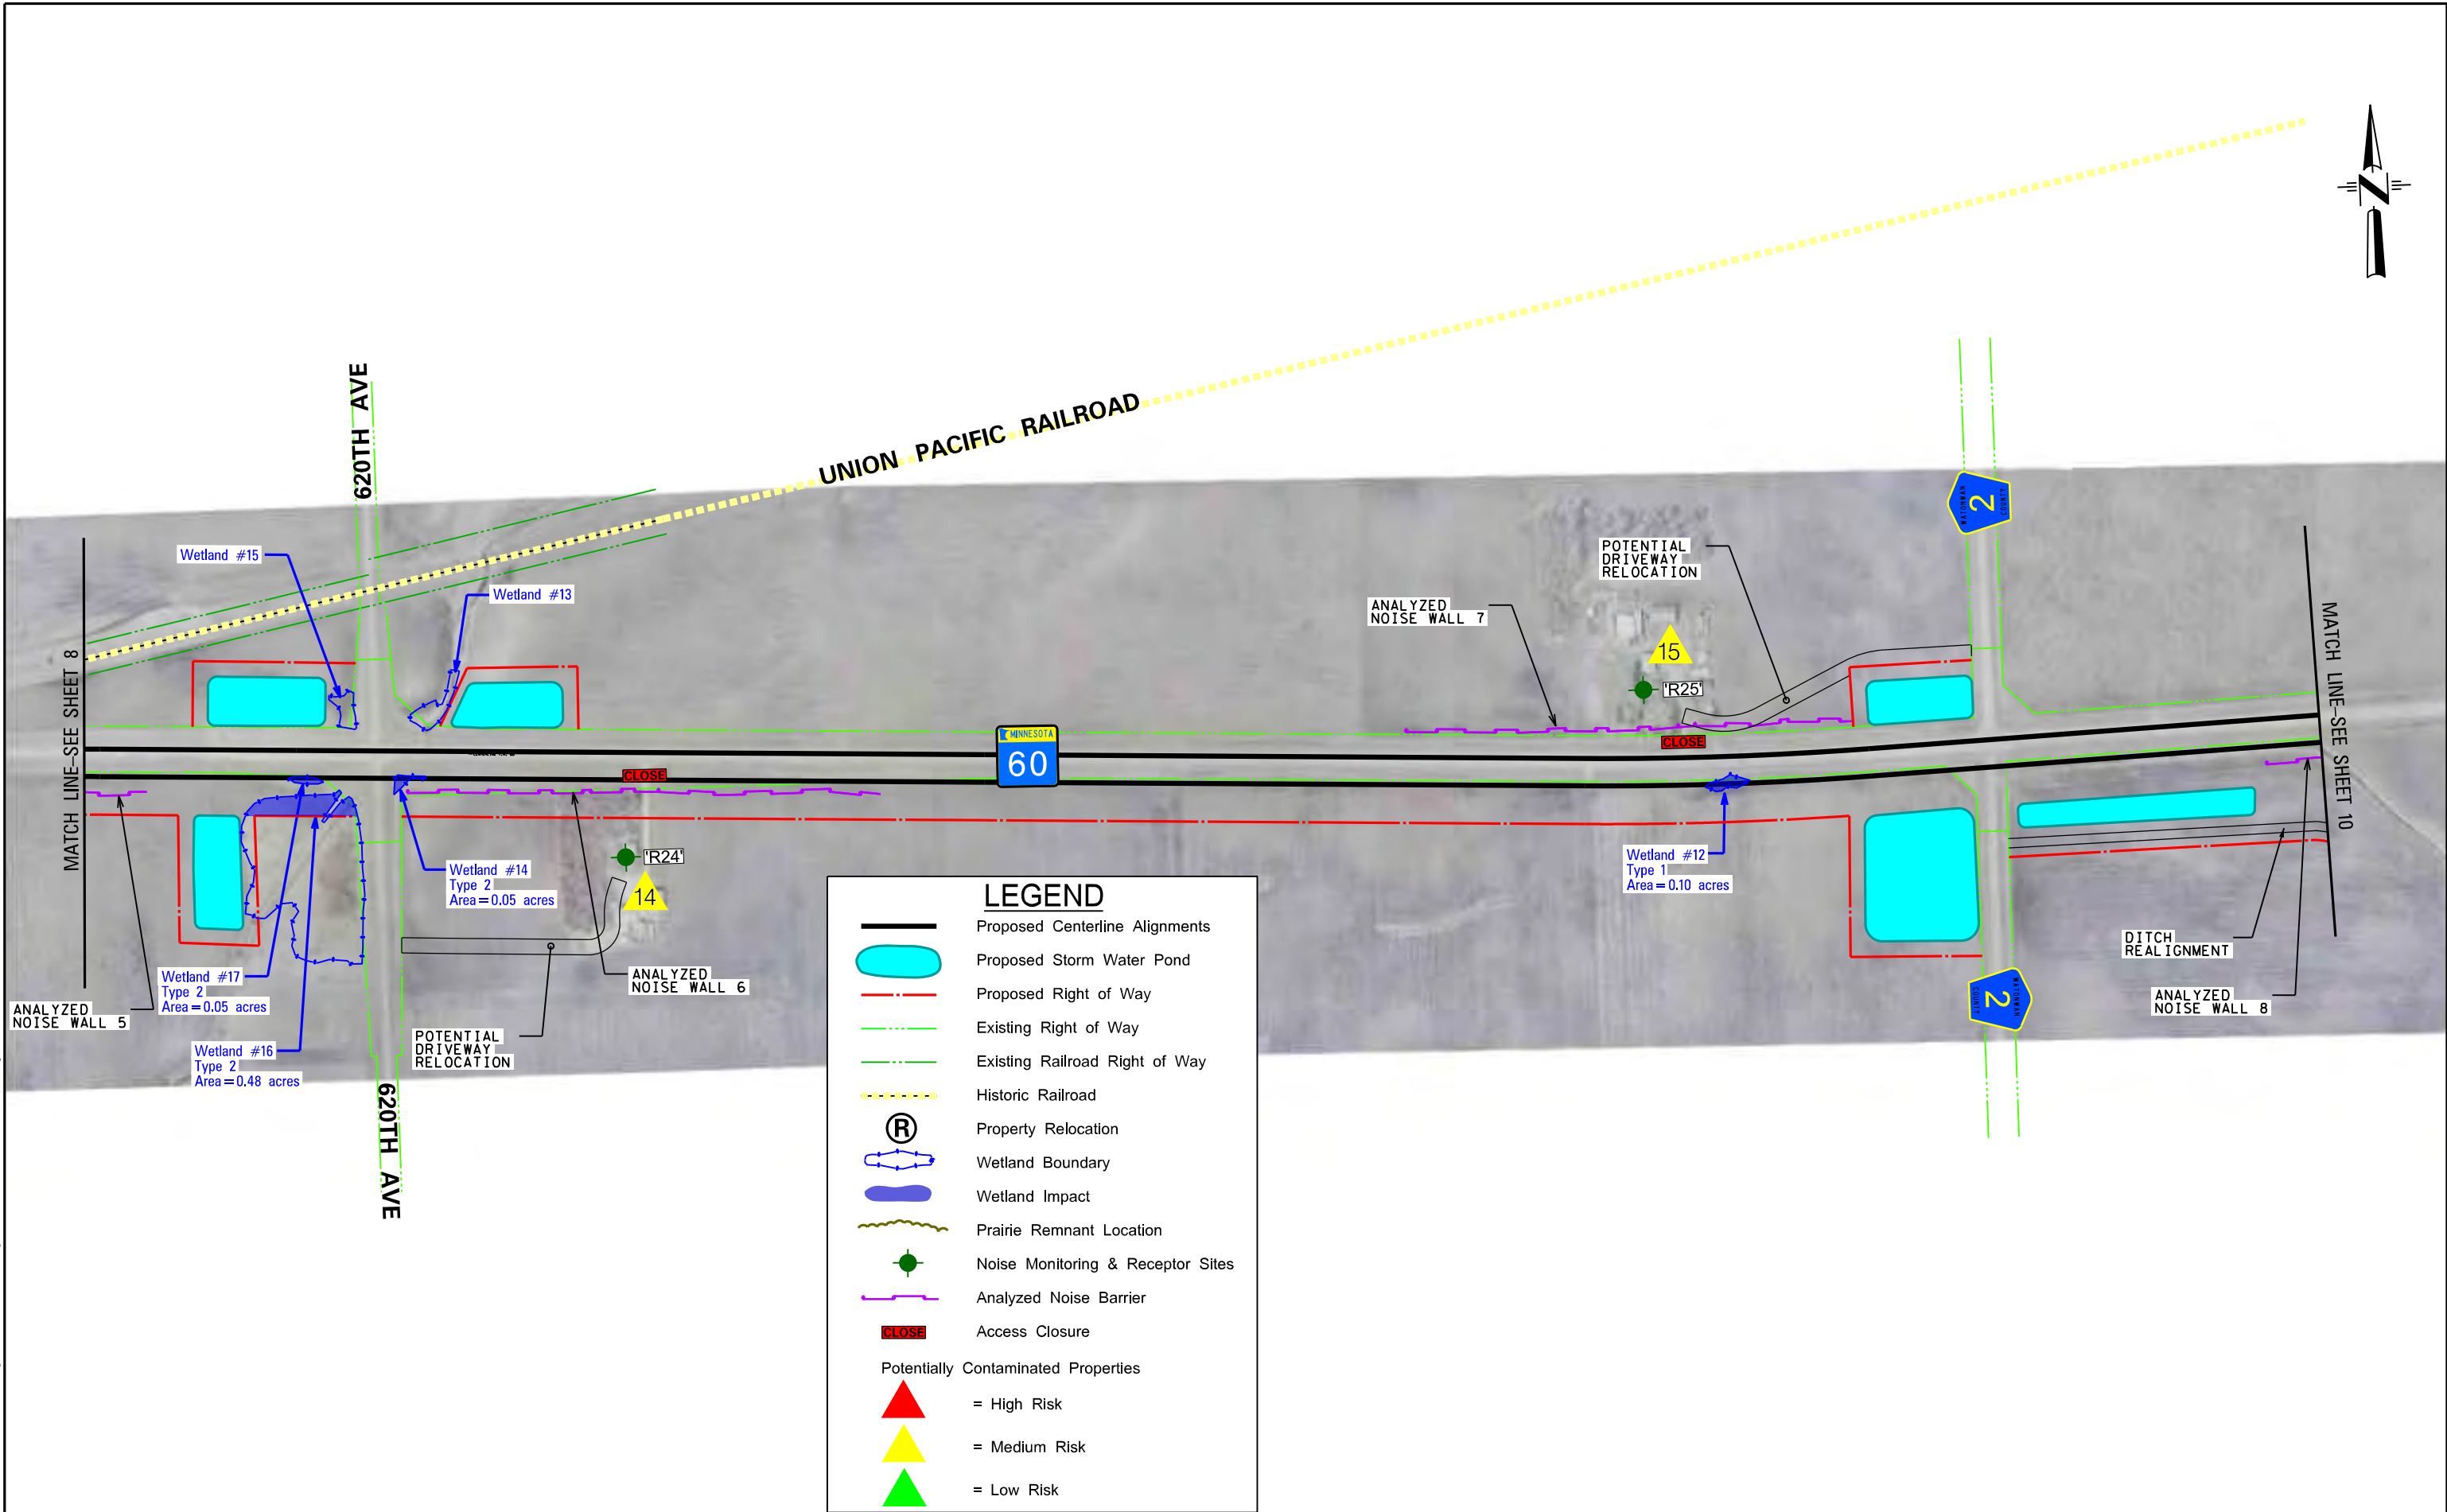 620TH AVE
UNION PACIFIC RAILROAD
WATONWAN
2
COUNTY
Wetland #15
Wetland #13
POTENTIAL
DRIVEWAY
RELOCATION
ANALYZED
NOISE WALL 7
15
'R25'
CLOSE
MINNESOTA
60
CLOSE
MATCH LINE-SEE SHEET 8
MATCH LINE-SEE SHEET 10
Wetland #14
Type 2
Area=0.05 acres
'R24'
14
Wetland #12
Type 1
Area=0.10 acres
Wetland #17
Type 2
Area=0.05 acres
ANALYZED
NOISE WALL 5
Wetland #16
Type 2
Area=0.48 acres
POTENTIAL
DRIVEWAY
RELOCATION
ANALYZED
NOISE WALL 6
DITCH
REALIGNMENT
ANALYZED
NOISE WALL 8
WATONWAN
2
COUNTY
620TH AVE
N
LEGEND
Proposed Centerline Alignments
Proposed Storm Water Pond
Proposed Right of Way
Existing Right of Way
Existing Railroad Right of Way
Historic Railroad
R Property Relocation
Wetland Boundary
Wetland Impact
Prairie Remnant Location
Noise Monitoring & Receptor Sites
Analyzed Noise Barrier
CLOSE Access Closure
Potentially Contaminated Properties
= High Risk
= Medium Risk
= Low Risk